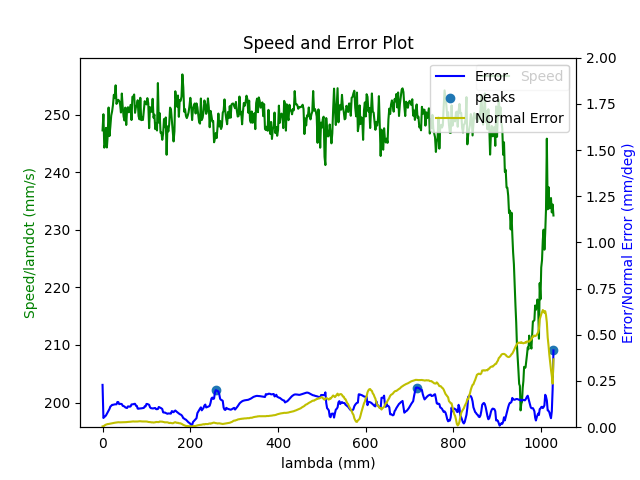 Speed and Error Plot
Error
Speed
peaks
Normal Error
250
240
230
220
210
200
Speed/lamdot (mm/s)
2.00
1.75
1.50
1.25
1.00
0.75
0.50
0.25
0.00
Error/Normal Error (mm/deg)
0 200 400 600 800 1000
lambda (mm)